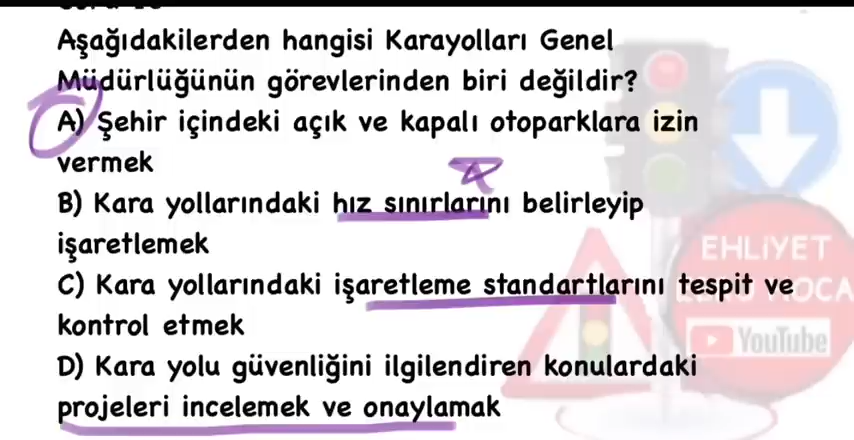 Aşağıdakilerden hangisi Karayolları Genel
Müdürlüğünün görevlerinden biri değildir?
A) Şehir içindeki açık ve kapalı otoparklara izin
vermek
B) Kara yollarındaki hız sınırlarını belirleyip
işaretlemek
C) Kara yollarındaki işaretleme standartlarını tespit ve
kontrol etmek
D) Kara yolu güvenliğini ilgilendiren konulardaki
projeleri incelemek ve onaylamak
EHLİYET
HOCA
YouTube